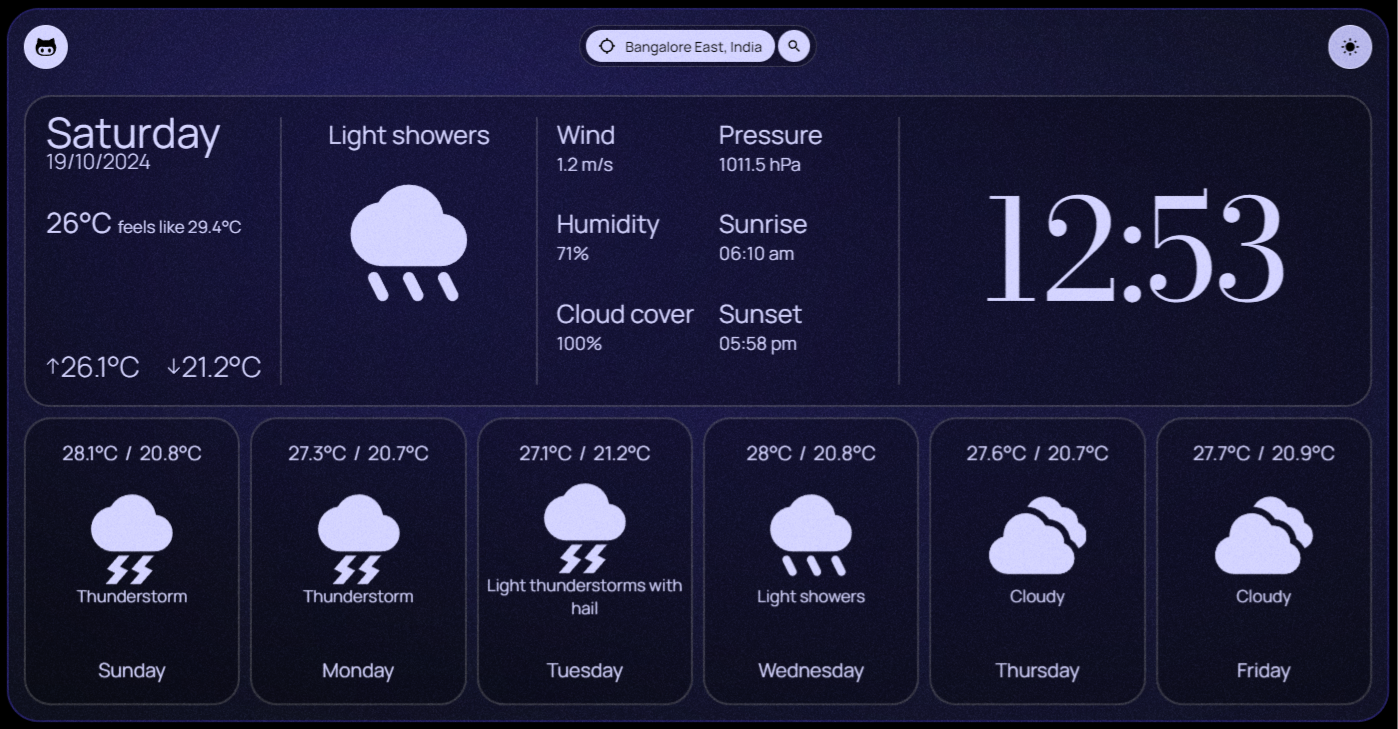 Bangalore East, India
Saturday
19/10/2024
26°C feels like 29.4°C
↑26.1°C ↓21.2°C
Light showers
Wind
1.2 m/s
Humidity
71%
Cloud cover
100%
Pressure
1011.5 hPa
Sunrise
06:10 am
Sunset
05:58 pm
12:53
28.1°C / 20.8°C
Thunderstorm
Sunday
27.3°C / 20.7°C
Thunderstorm
Monday
27.1°C / 21.2°C
Light thunderstorms with
hail
Tuesday
28°C / 20.8°C
Light showers
Wednesday
27.6°C / 20.7°C
Cloudy
Thursday
27.7°C / 20.9°C
Cloudy
Friday